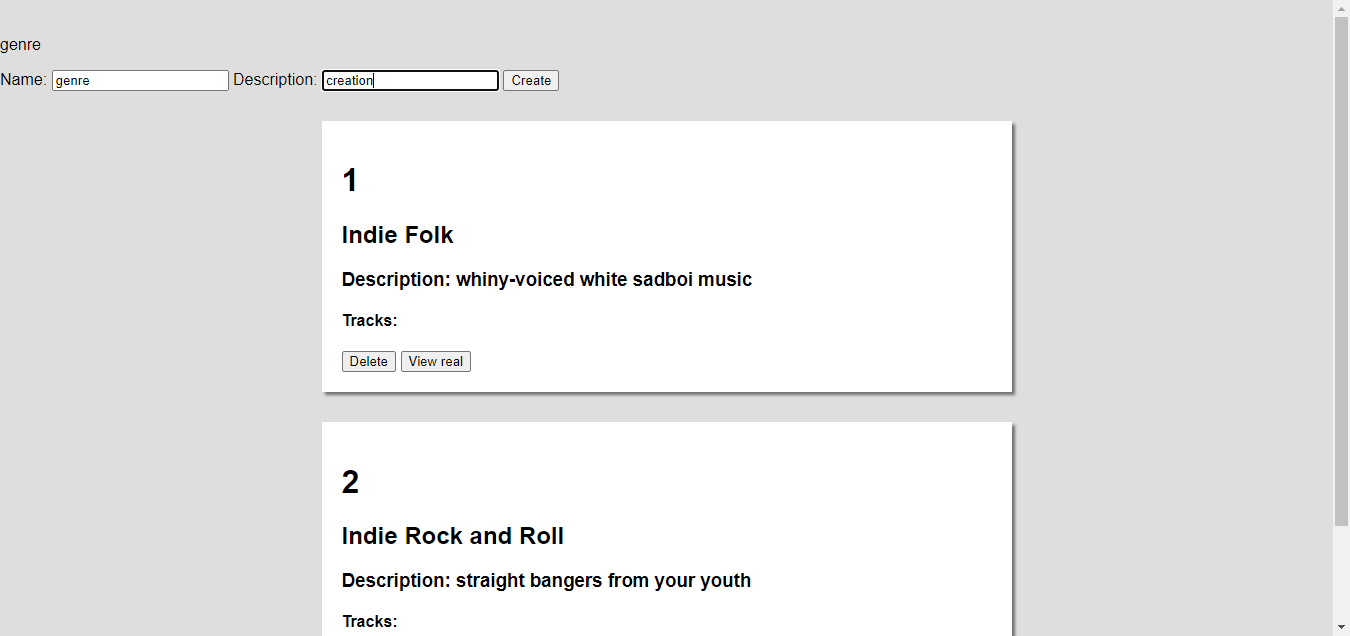 genre
Name: genre Description: creation Create
1
Indie Folk
Description: whiny-voiced white sadboi music
Tracks:
Delete View real
2
Indie Rock and Roll
Description: straight bangers from your youth
Tracks: